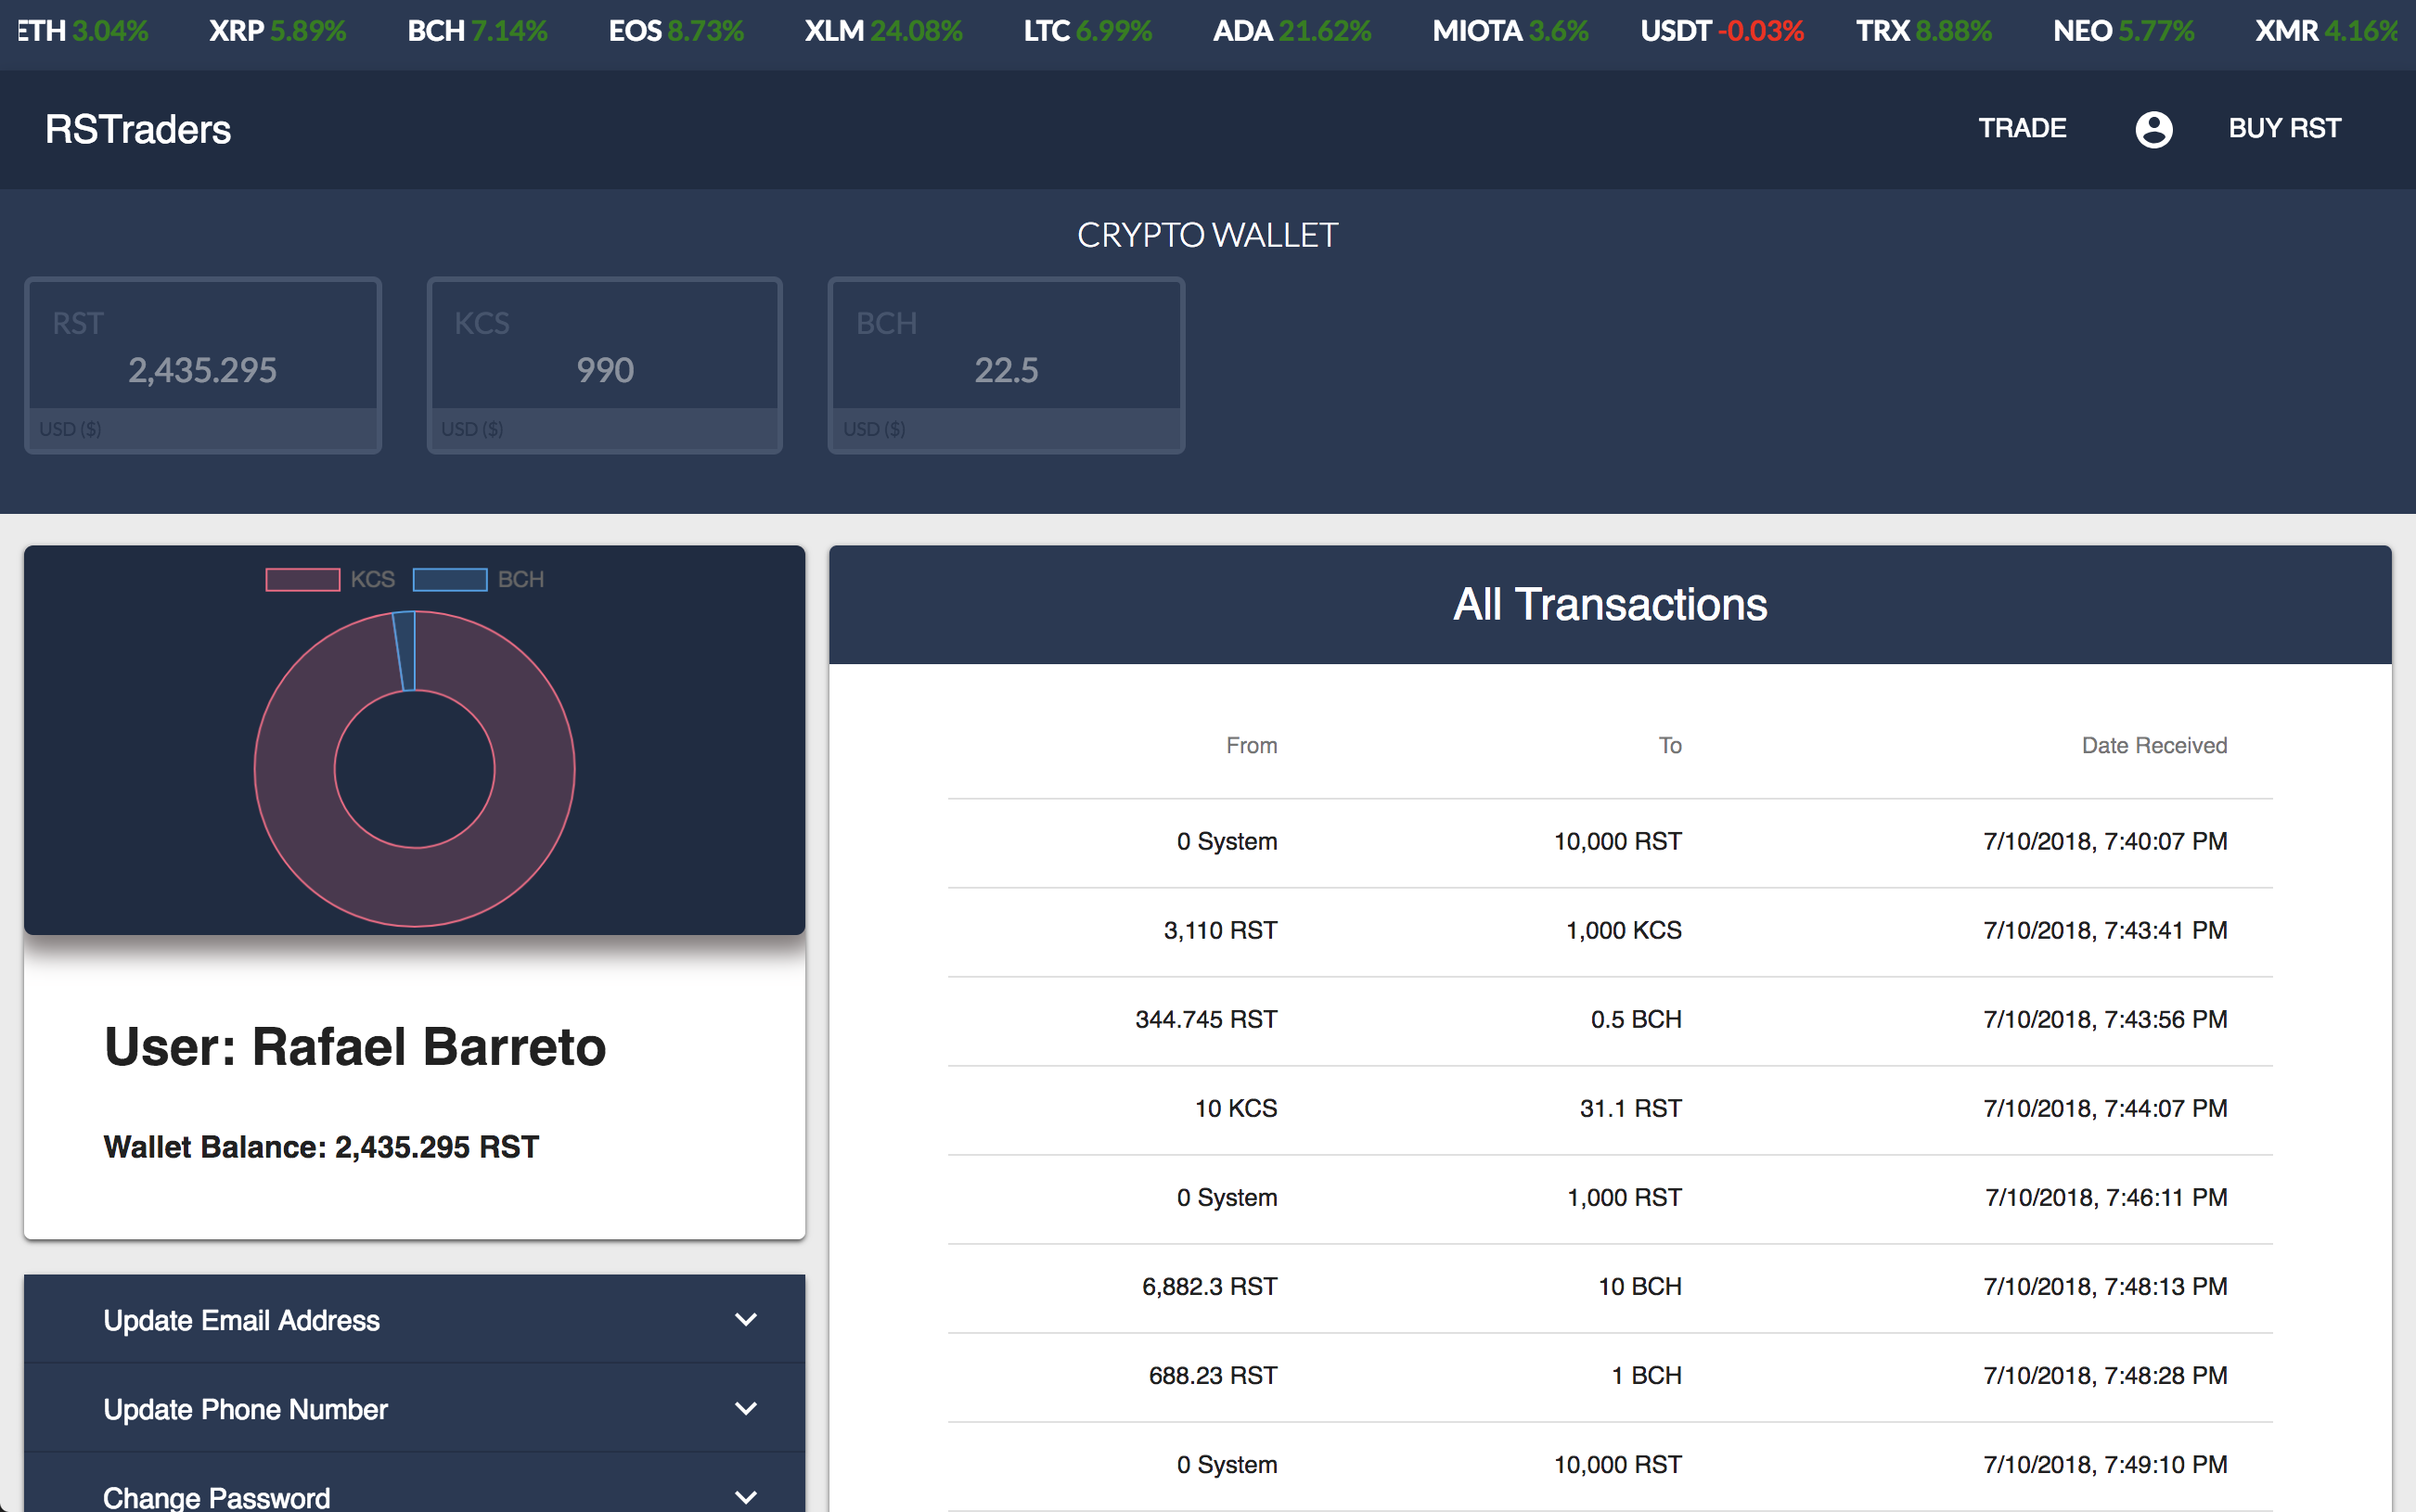 ETH 3.04% XRP 5.89% BCH 7.14% EOS 8.73% XLM 24.08% LTC 6.99% ADA 21.62% MIOTA 3.6% USDT -0.03% TRX 8.88% NEO 5.77% XMR 4.16%
RSTraders TRADE BUY RST
CRYPTO WALLET
RST KCS BCH
2,435.295 990 22.5
USD ($) USD ($) USD ($)
KCS BCH
User: Rafael Barreto
Wallet Balance: 2,435.295 RST
Update Email Address
Update Phone Number
Change Password
All Transactions
From To Date Received
0 System 10,000 RST 7/10/2018, 7:40:07 PM
3,110 RST 1,000 KCS 7/10/2018, 7:43:41 PM
344.745 RST 0.5 BCH 7/10/2018, 7:43:56 PM
10 KCS 31.1 RST 7/10/2018, 7:44:07 PM
0 System 1,000 RST 7/10/2018, 7:46:11 PM
6,882.3 RST 10 BCH 7/10/2018, 7:48:13 PM
688.23 RST 1 BCH 7/10/2018, 7:48:28 PM
0 System 10,000 RST 7/10/2018, 7:49:10 PM